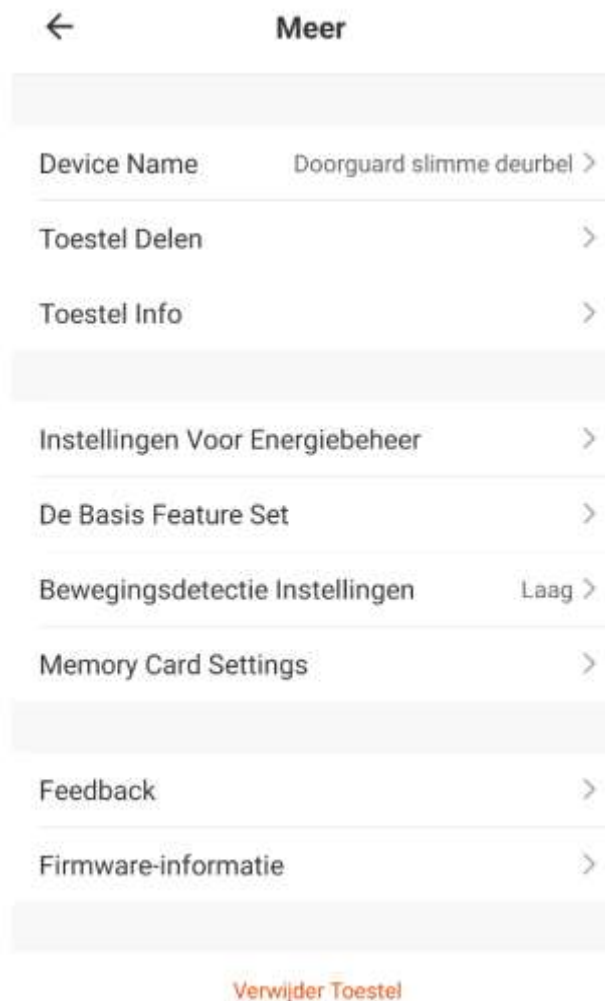 Meer
Device Name Doorguard slimme deurbel
Toestel Delen
Toestel Info
Instellingen Voor Energiebeheer
De Basis Feature Set
Bewegingsdetectie Instellingen Laag
Memory Card Settings
Feedback
Firmware-informatie
Verwijder Toestel